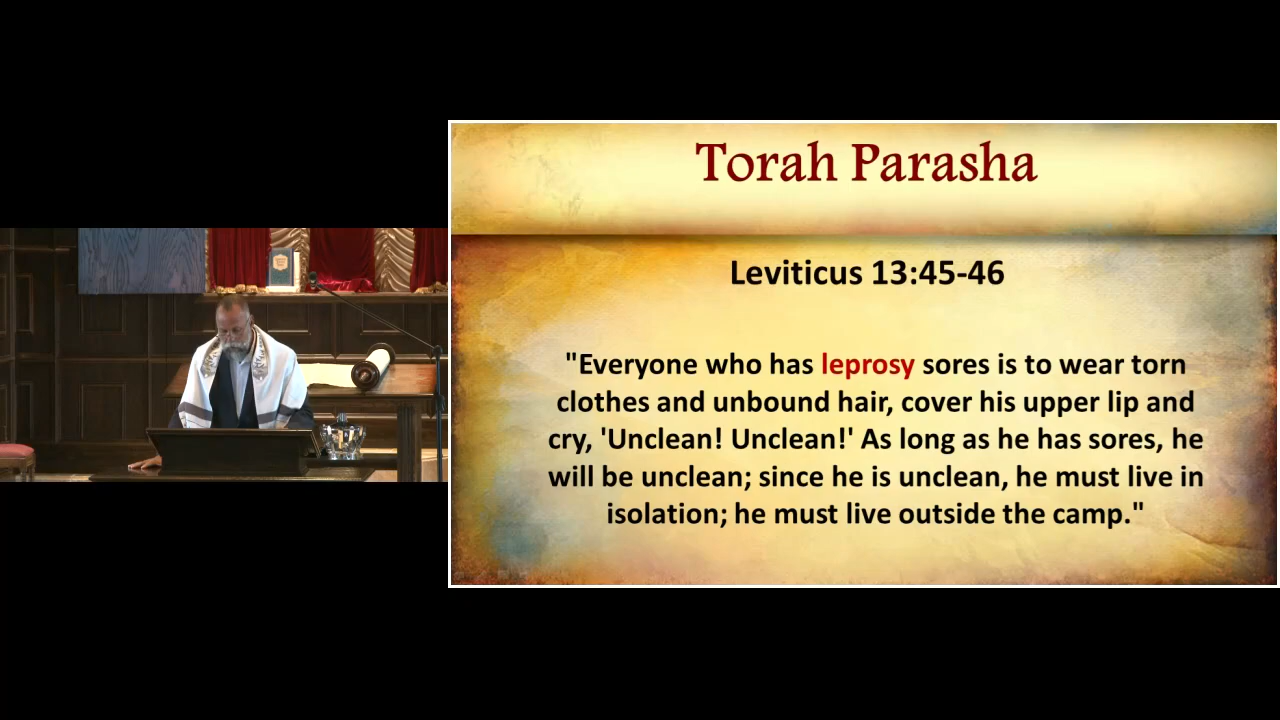 Torah Parasha
Leviticus 13:45-46
"Everyone who has leprosy sores is to wear torn
clothes and unbound hair, cover his upper lip and
cry, 'Unclean! Unclean!' As long as he has sores, he
will be unclean; since he is unclean, he must live in
isolation; he must live outside the camp."